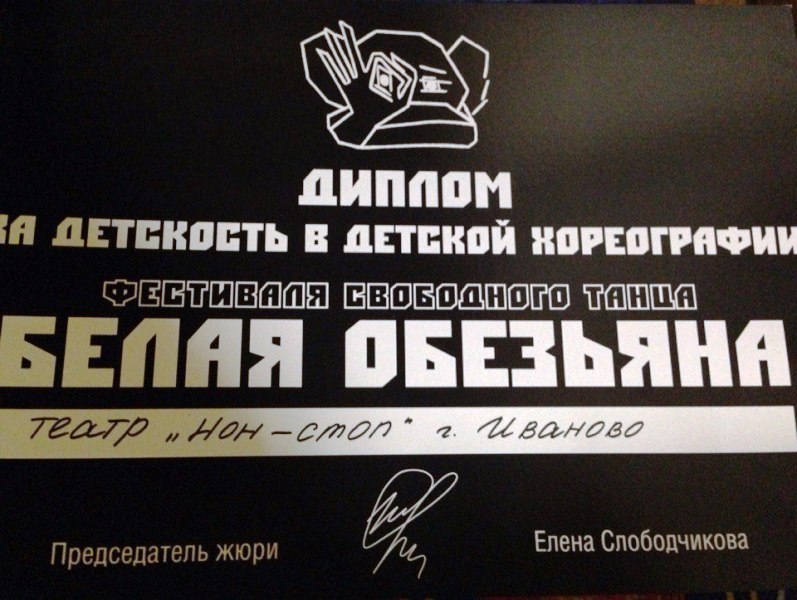 ДИПЛОМ
ЗА ДЕТСКОСТЬ В ДЕТСКОЙ ХОРЕОГРАФИИ
ФЕСТИВАЛЯ СВОБОДНОГО ТАНЦА
БЕЛАЯ ОБЕЗЬЯНА
театр „Нон-стоп" г. Иваново
Председатель жюри
Елена Слободчикова